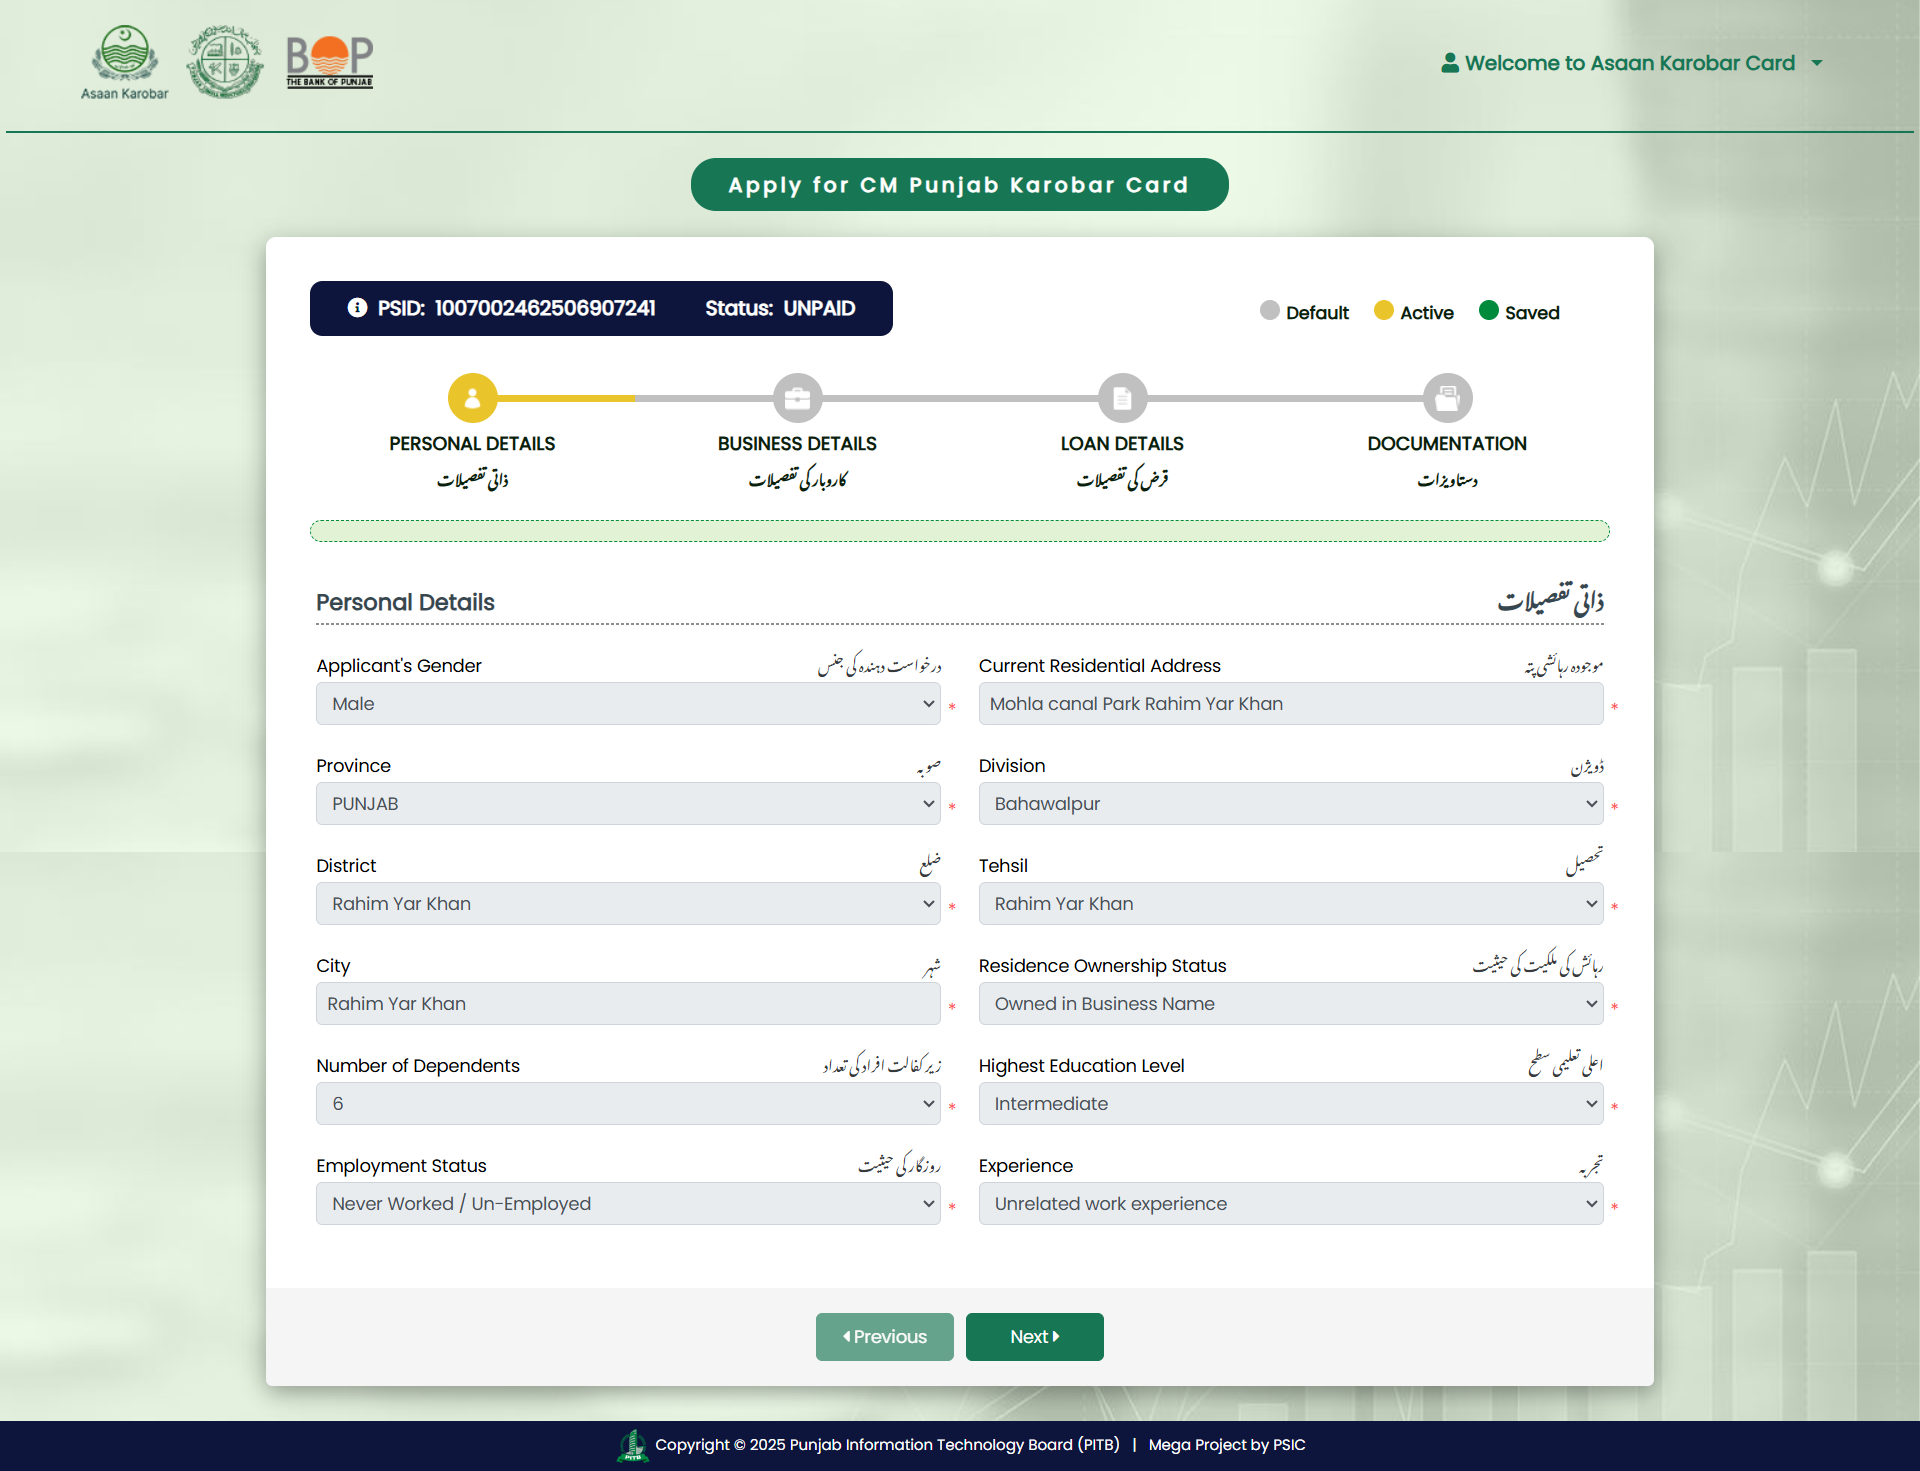 Asaan Karobar
BOP
THE BANK OF PUNJAB
Welcome to Asaan Karobar Card
Apply for CM Punjab Karobar Card
PSID: 1007002462506907241 Status: UNPAID
Default Active Saved
PERSONAL DETAILS BUSINESS DETAILS LOAN DETAILS DOCUMENTATION
ذاتی تفصیلات کاروبار کی تفصیلات قرض کی تفصیلات دستاویزات
Personal Details ذاتی تفصیلات
Applicant's Gender درخواست دہندہ کی جنس
Male *
Current Residential Address موجودہ رہائشی پتہ
Mohla canal Park Rahim Yar Khan *
Province صوبہ
PUNJAB *
Division ڈویژن
Bahawalpur *
District ضلع
Rahim Yar Khan *
Tehsil تحصیل
Rahim Yar Khan *
City شہر
Rahim Yar Khan *
Residence Ownership Status رہائش کی ملکیت کی حیثیت
Owned in Business Name *
Number of Dependents زیر کفالت افراد کی تعداد
6 *
Highest Education Level اعلی تعلیمی سطح
Intermediate *
Employment Status روزگار کی حیثیت
Never Worked / Un-Employed *
Experience تجربہ
Unrelated work experience *
Previous Next
PITB
Copyright © 2025 Punjab Information Technology Board (PITB) | Mega Project by PSIC